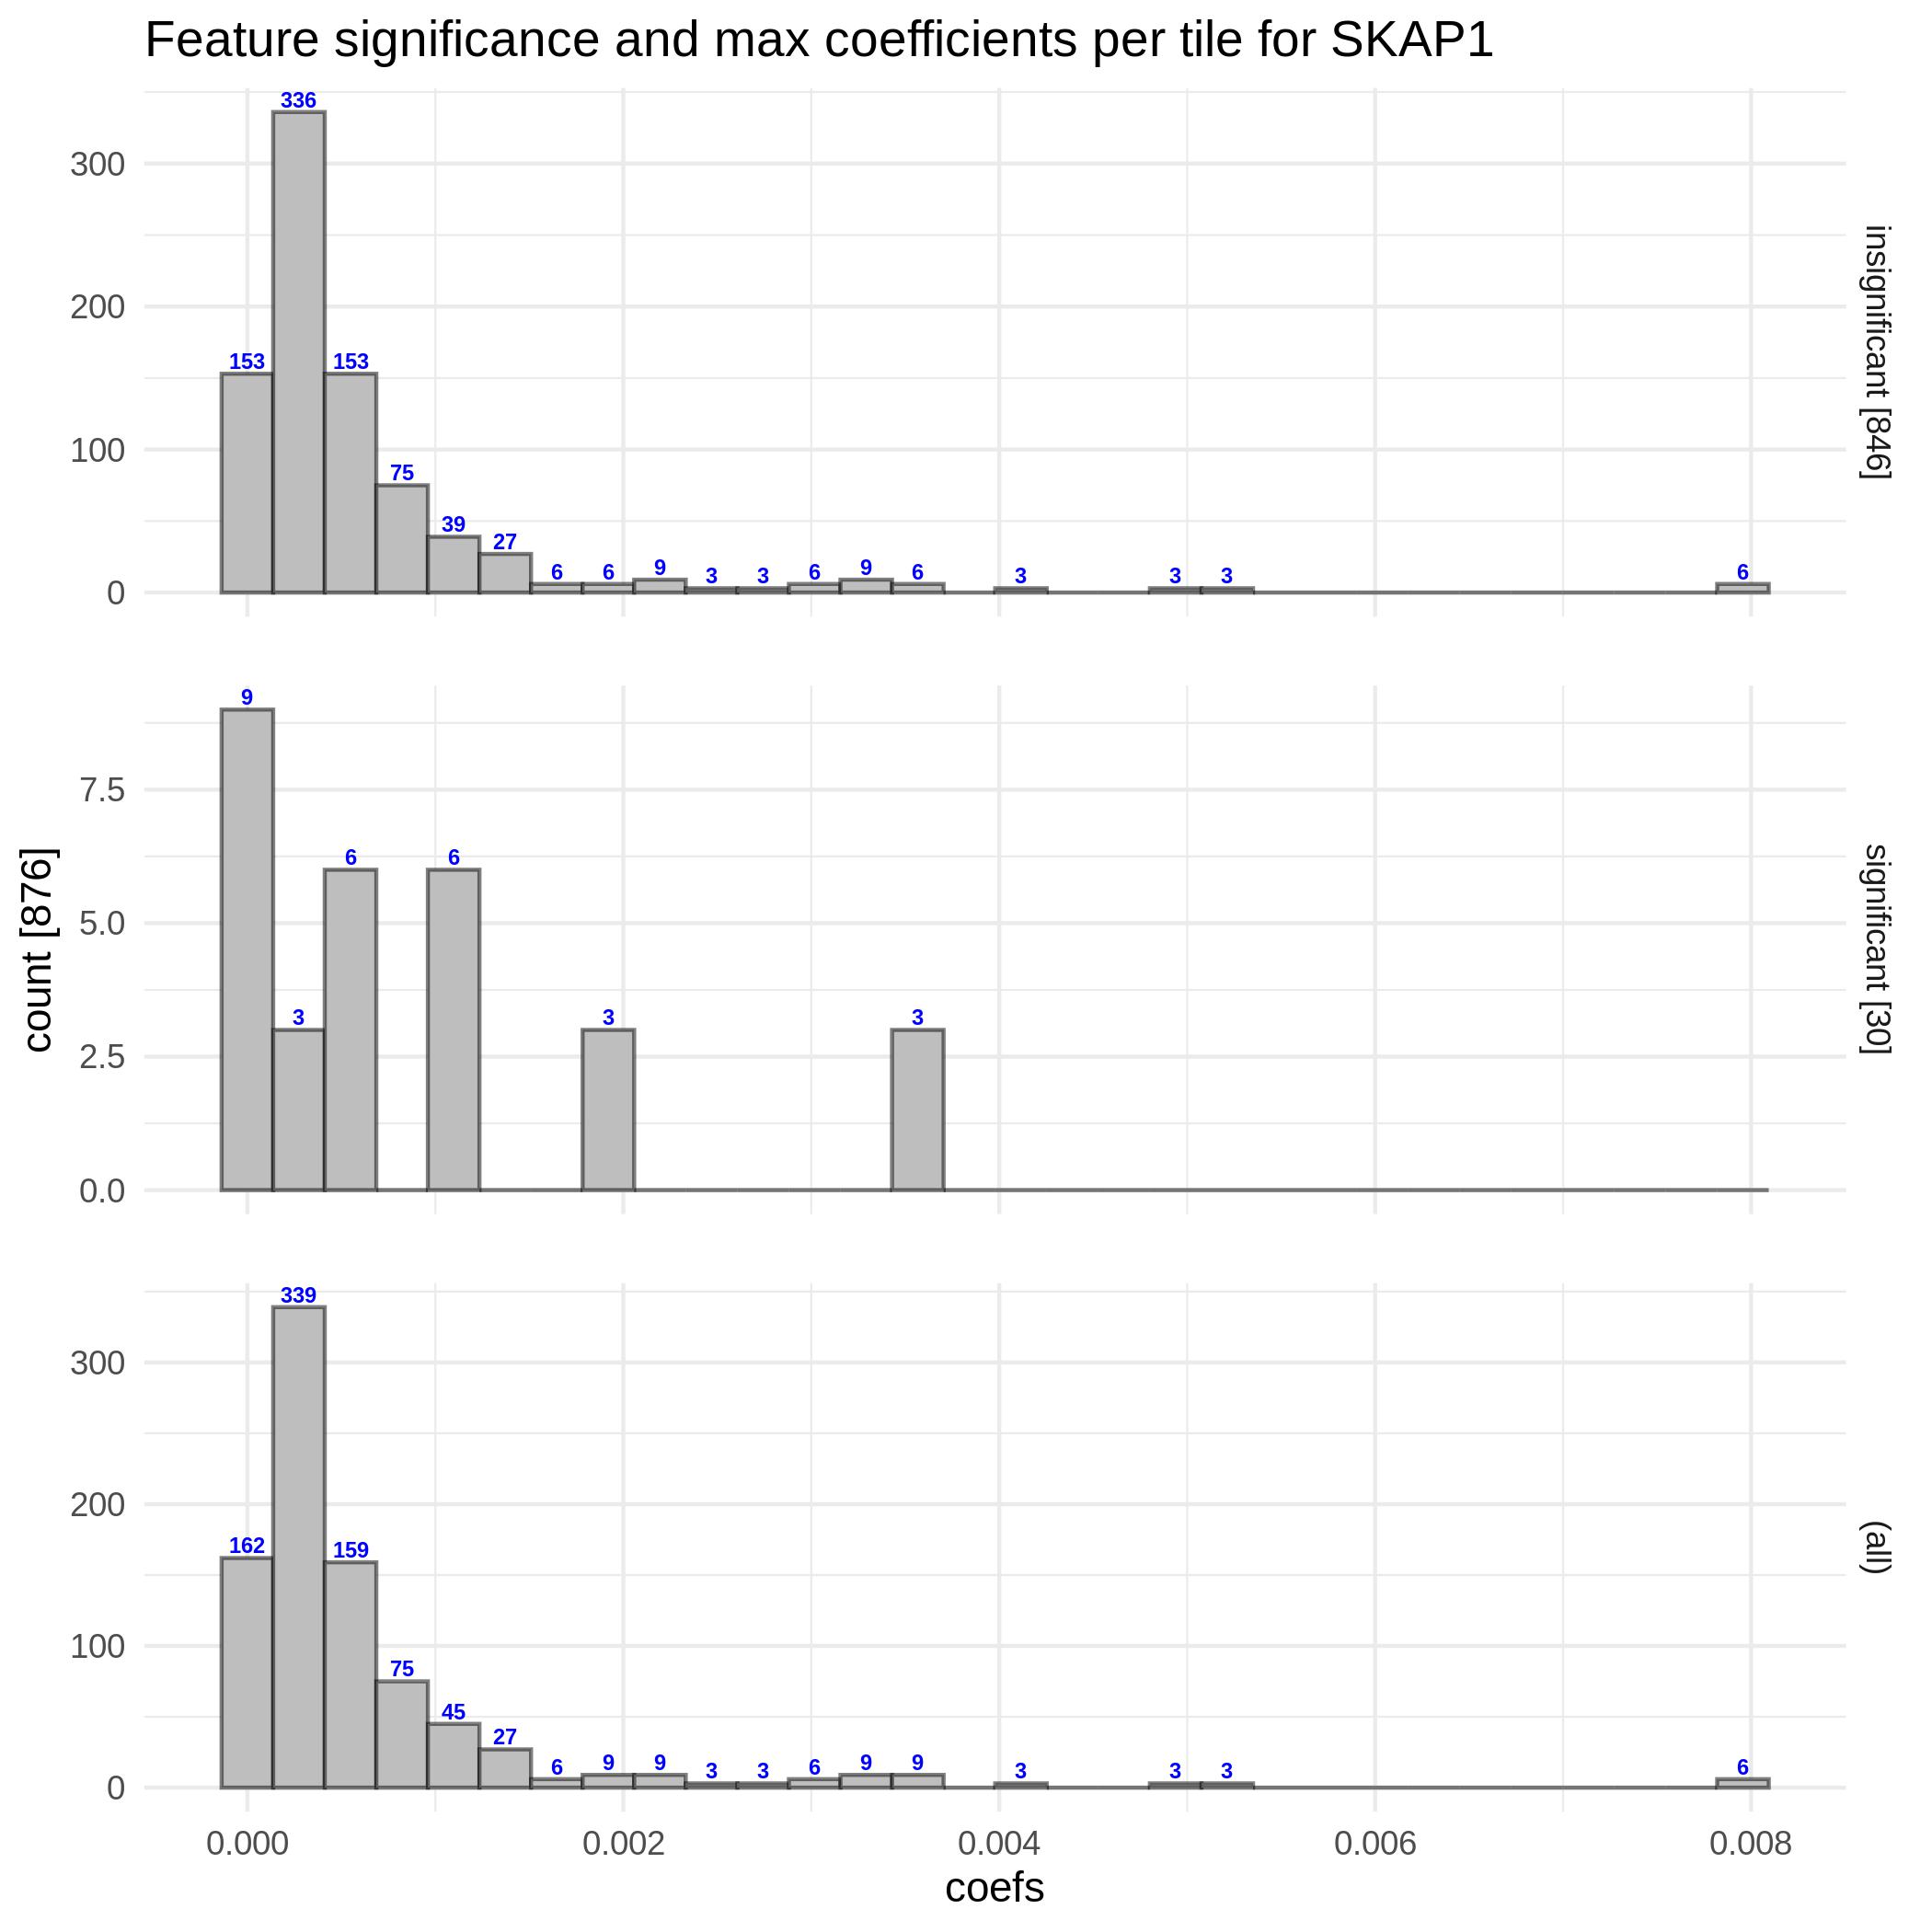 Feature significance and max coefficients per tile for SKAP1
336
300
200
153 153
100
75
39
27
6 6 9 3 3 6 9 6 3 3 3 6
0
insignificant [846]
9
7.5
6 6
5.0
3 3 3
2.5
0.0
significant [30]
count [876]
339
300
200
162 159
100
75
45
27
6 9 9 3 3 6 9 9 3 3 3 6
0
(all)
0.000 0.002 0.004 0.006 0.008
coefs